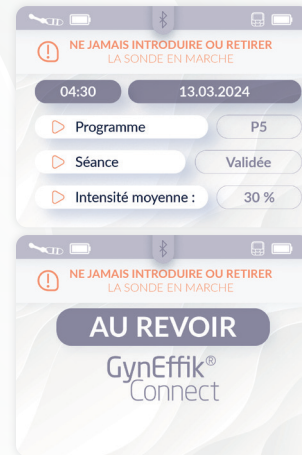 NE JAMAIS INTRODUIRE OU RETIRER
LA SONDE EN MARCHE
04:30 13.03.2024
Programme P5
Séance Validée
Intensité moyenne : 30 %
NE JAMAIS INTRODUIRE OU RETIRER
LA SONDE EN MARCHE
AU REVOIR
GynEffik®
Connect